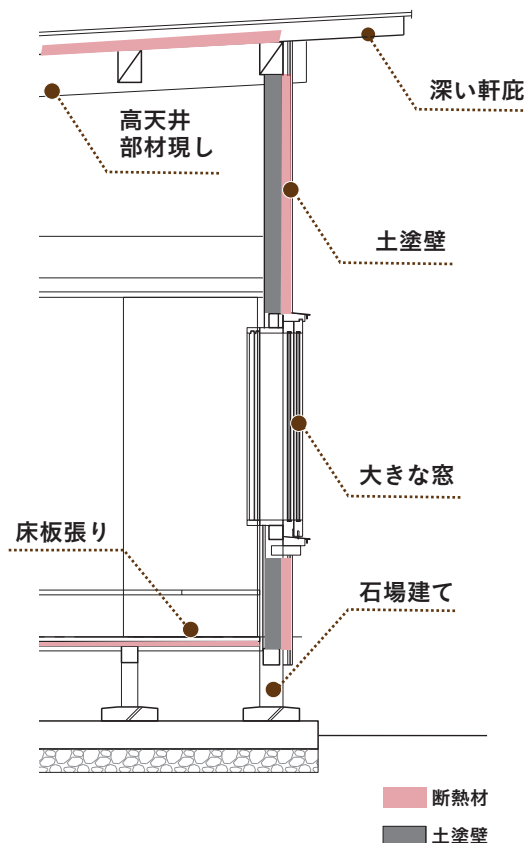 深い軒庇
高天井
部材現し
土塗壁
大きな窓
床板張り
石場建て
断熱材
土塗壁